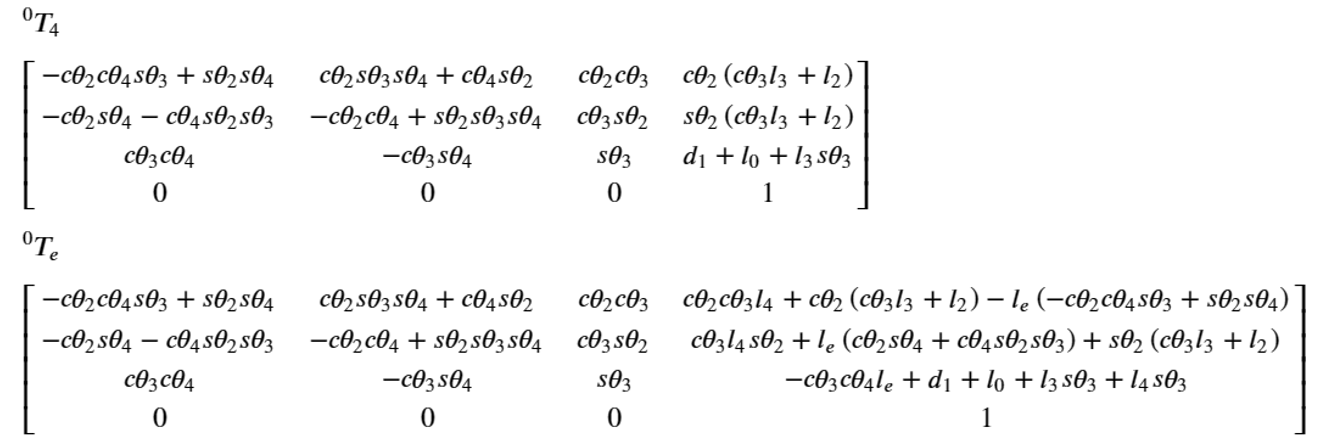 ⁰T₄
−cθ₂cθ₄sθ₃ + sθ₂sθ₄ cθ₂sθ₃sθ₄ + cθ₄sθ₂ cθ₂cθ₃ cθ₂ (cθ₃l₃ + l₂)
−cθ₂sθ₄ − cθ₄sθ₂sθ₃ −cθ₂cθ₄ + sθ₂sθ₃sθ₄ cθ₃sθ₂ sθ₂ (cθ₃l₃ + l₂)
cθ₃cθ₄ −cθ₃sθ₄ sθ₃ d₁ + l₀ + l₃sθ₃
0 0 0 1
⁰Tₑ
−cθ₂cθ₄sθ₃ + sθ₂sθ₄ cθ₂sθ₃sθ₄ + cθ₄sθ₂ cθ₂cθ₃ cθ₂cθ₃l₄ + cθ₂ (cθ₃l₃ + l₂) − lₑ (−cθ₂cθ₄sθ₃ + sθ₂sθ₄)
−cθ₂sθ₄ − cθ₄sθ₂sθ₃ −cθ₂cθ₄ + sθ₂sθ₃sθ₄ cθ₃sθ₂ cθ₃l₄sθ₂ + lₑ (cθ₂sθ₄ + cθ₄sθ₂sθ₃) + sθ₂ (cθ₃l₃ + l₂)
cθ₃cθ₄ −cθ₃sθ₄ sθ₃ −cθ₃cθ₄lₑ + d₁ + l₀ + l₃sθ₃ + l₄sθ₃
0 0 0 1